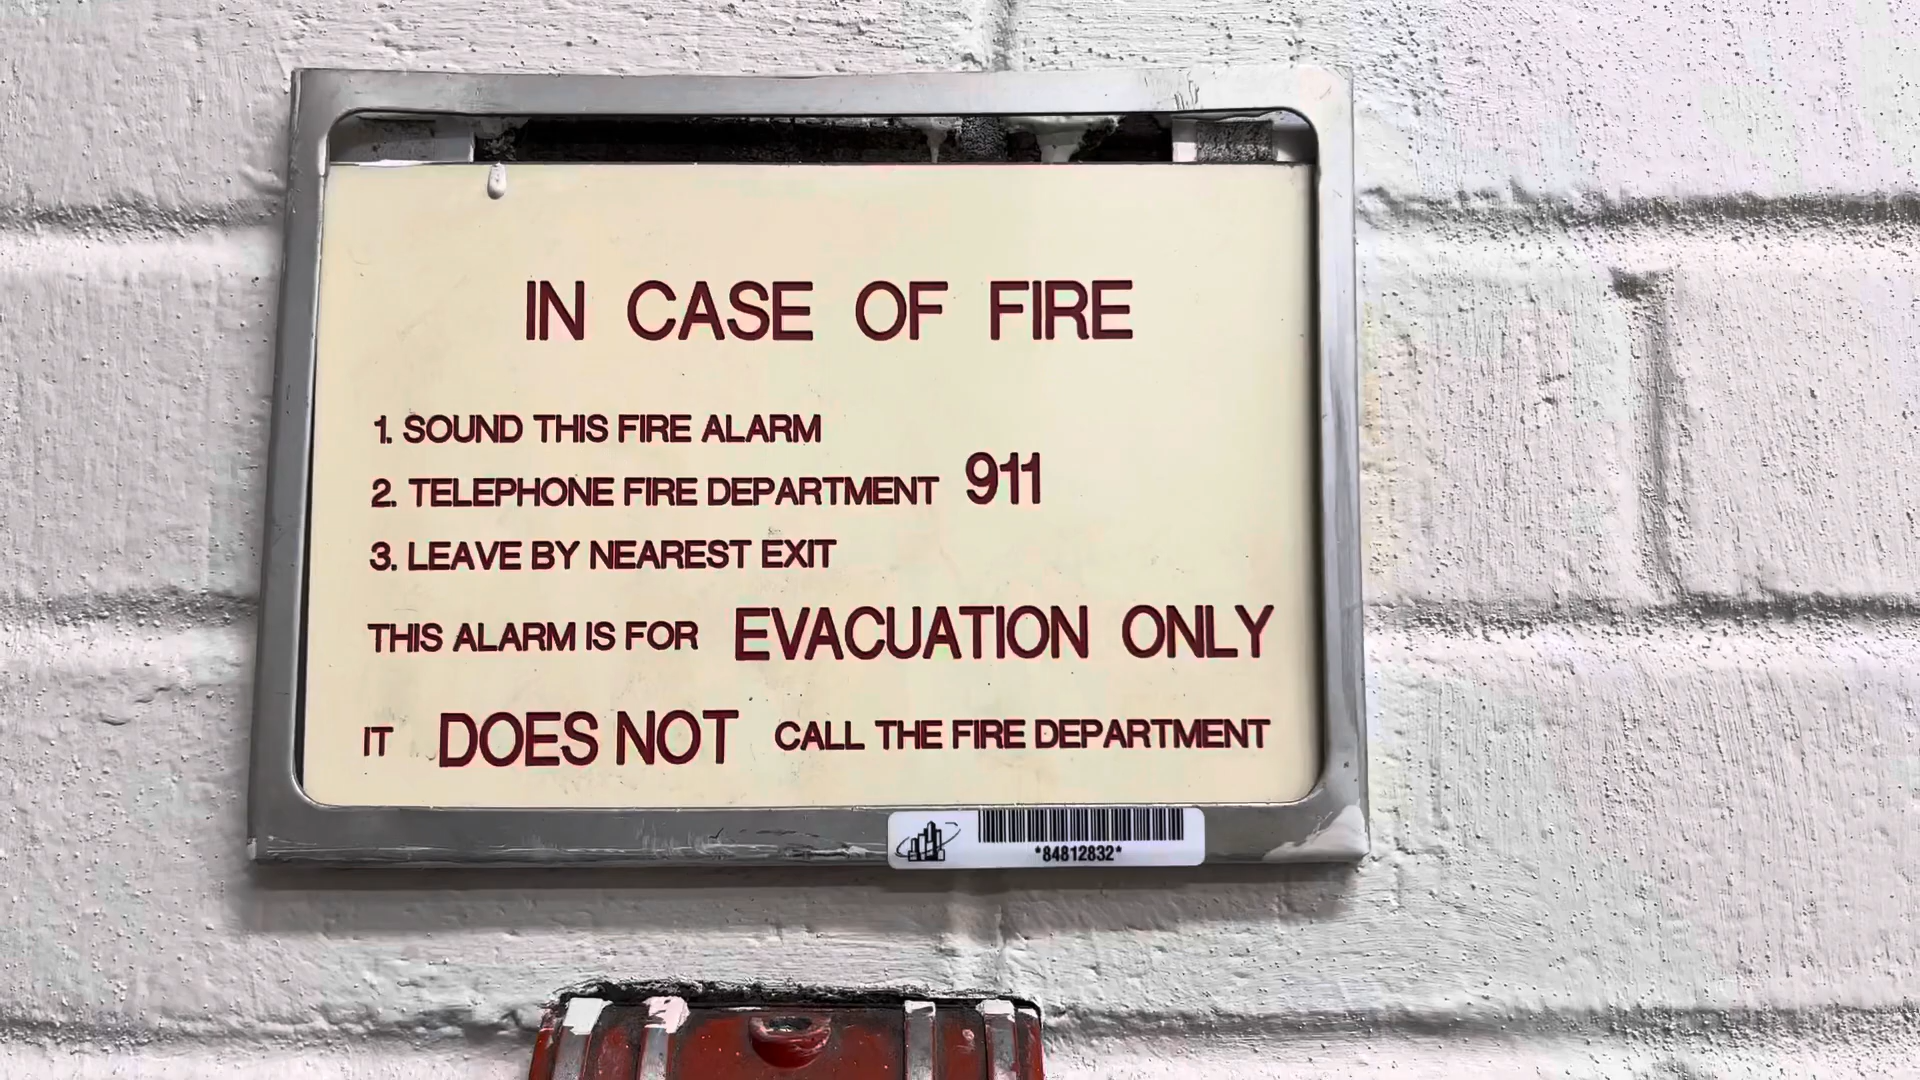 IN CASE OF FIRE
1. SOUND THIS FIRE ALARM
2. TELEPHONE FIRE DEPARTMENT 911
3. LEAVE BY NEAREST EXIT
THIS ALARM IS FOR EVACUATION ONLY
IT DOES NOT CALL THE FIRE DEPARTMENT
*84812832*